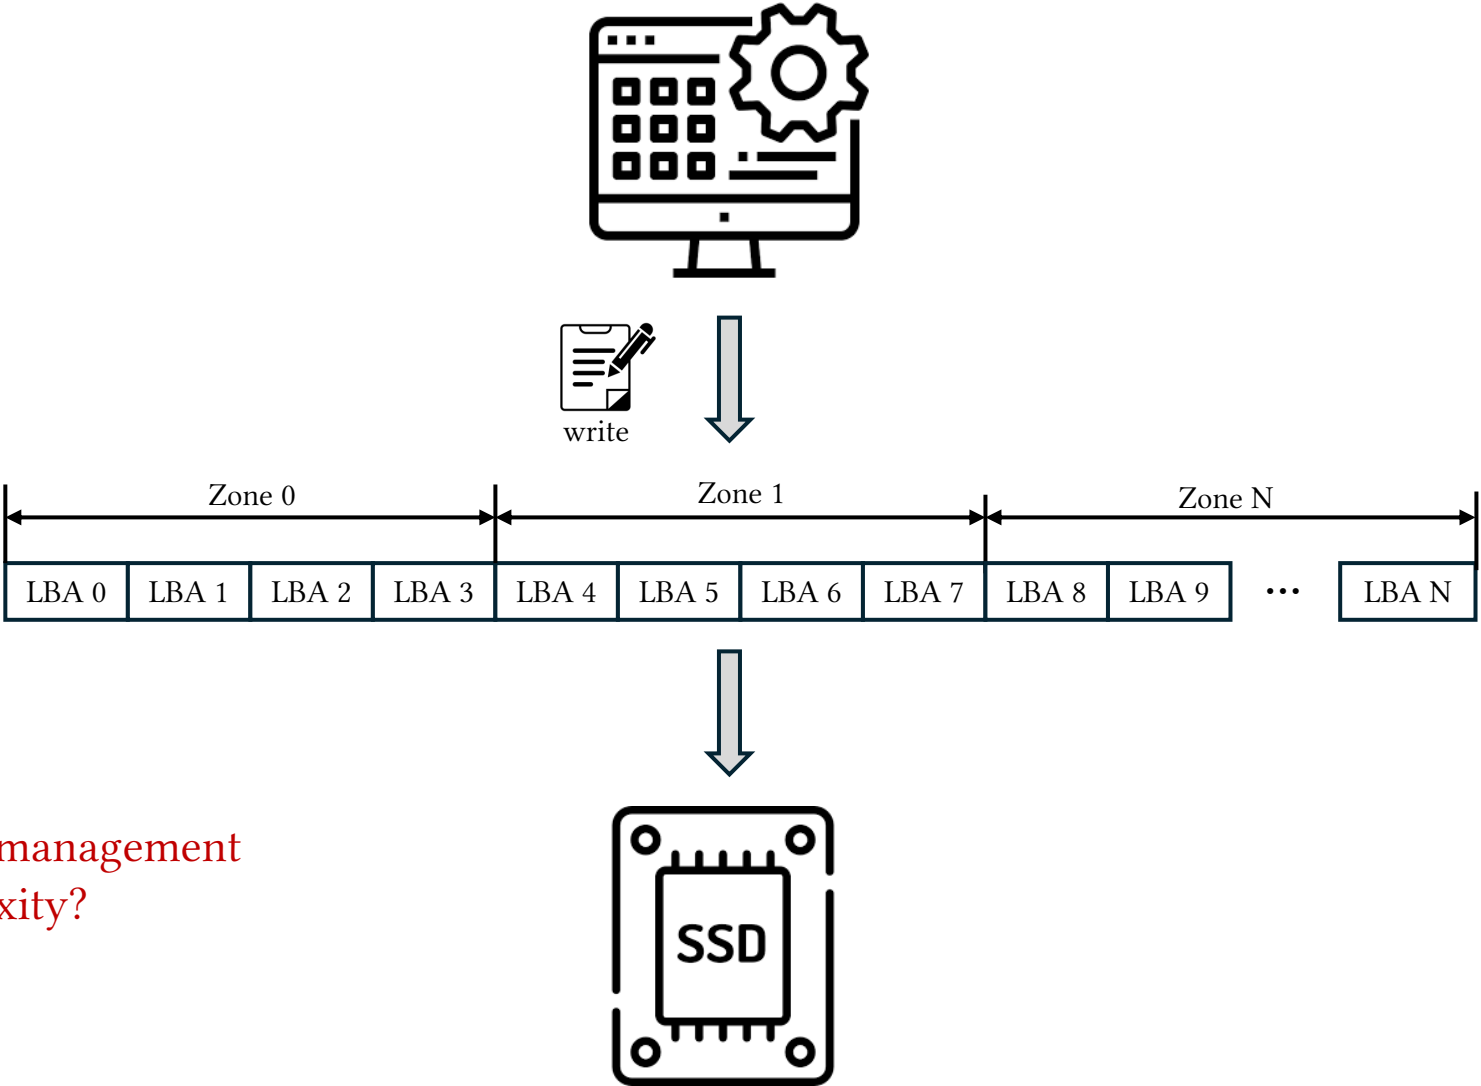 write
Zone 0 Zone 1 Zone N
LBA 0 LBA 1 LBA 2 LBA 3 LBA 4 LBA 5 LBA 6 LBA 7 LBA 8 LBA 9 ... LBA N
management
xity?
SSD